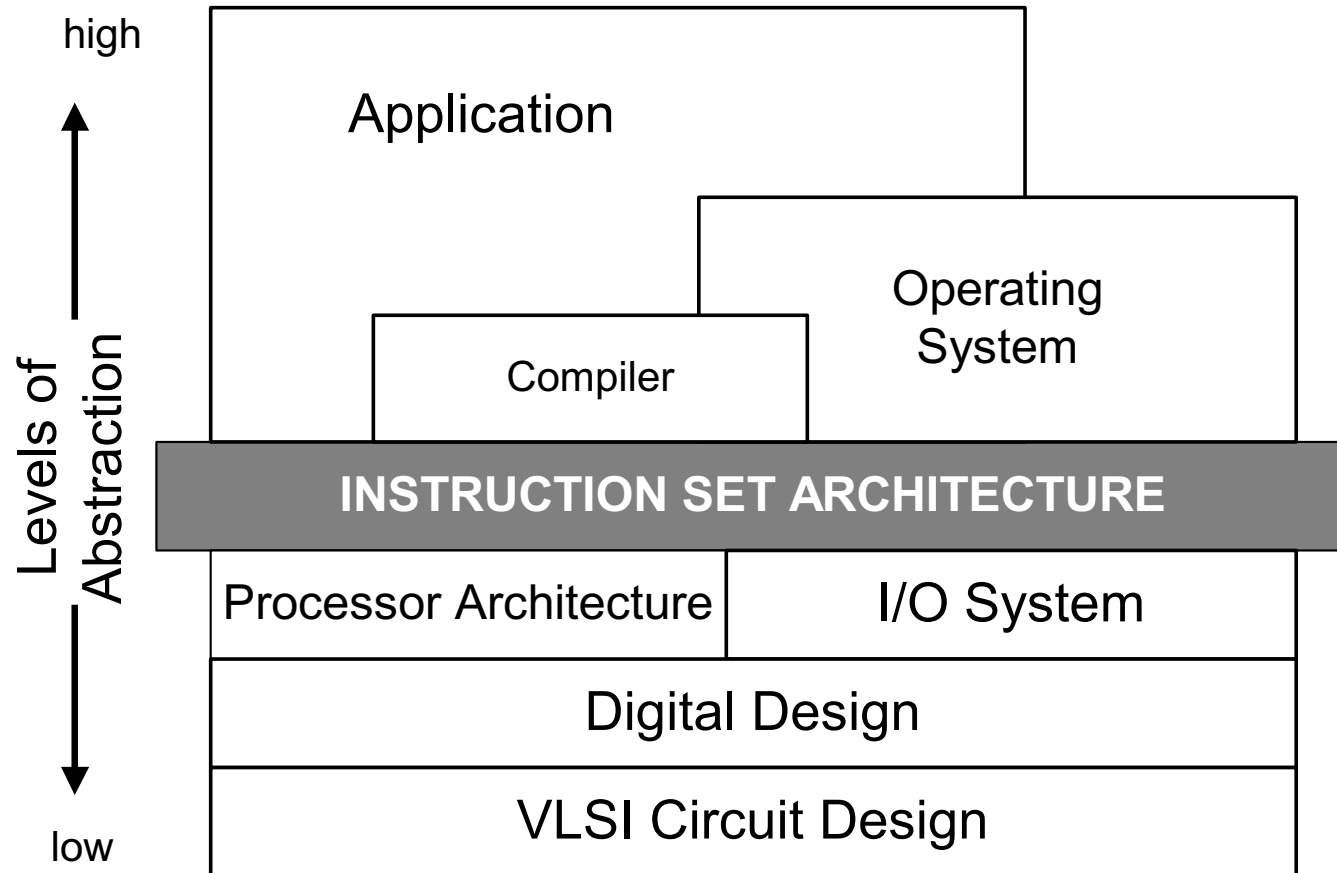 high
Application
Operating
System
Compiler
Levels of
Abstraction
INSTRUCTION SET ARCHITECTURE
Processor Architecture
I/O System
Digital Design
VLSI Circuit Design
low